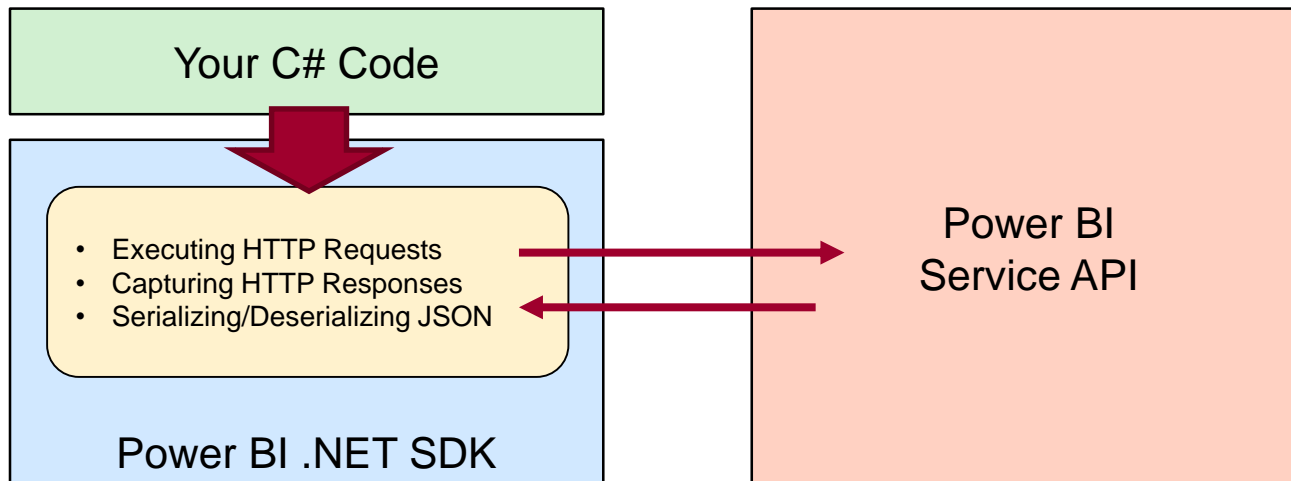 Your C# Code
• Executing HTTP Requests
• Capturing HTTP Responses
• Serializing/Deserializing JSON
Power BI .NET SDK
Power BI
Service API